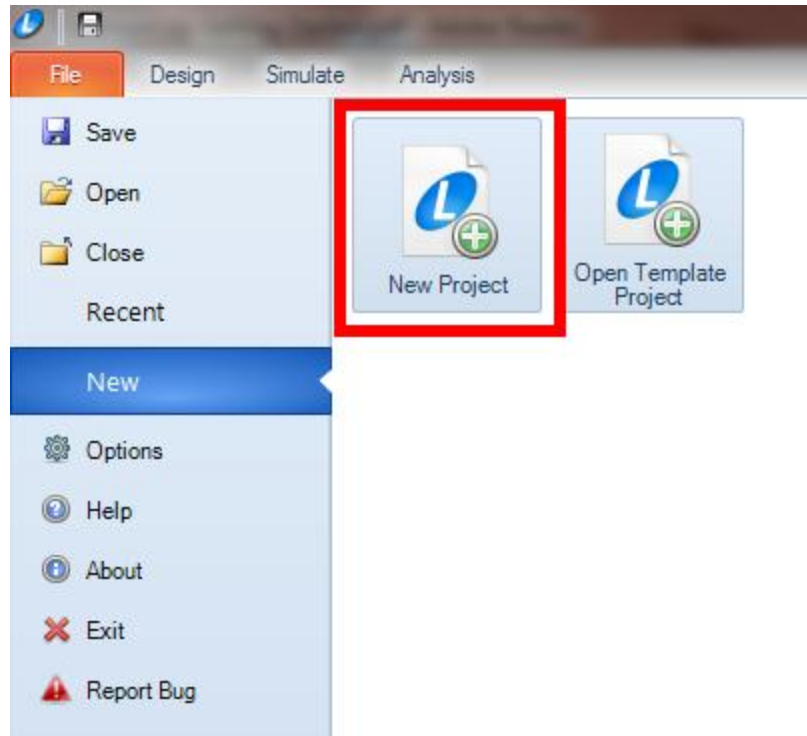 File Design Simulate Analysis
Save
Open
Close
Recent
New
Options
Help
About
Exit
Report Bug
New Project
Open Template
Project